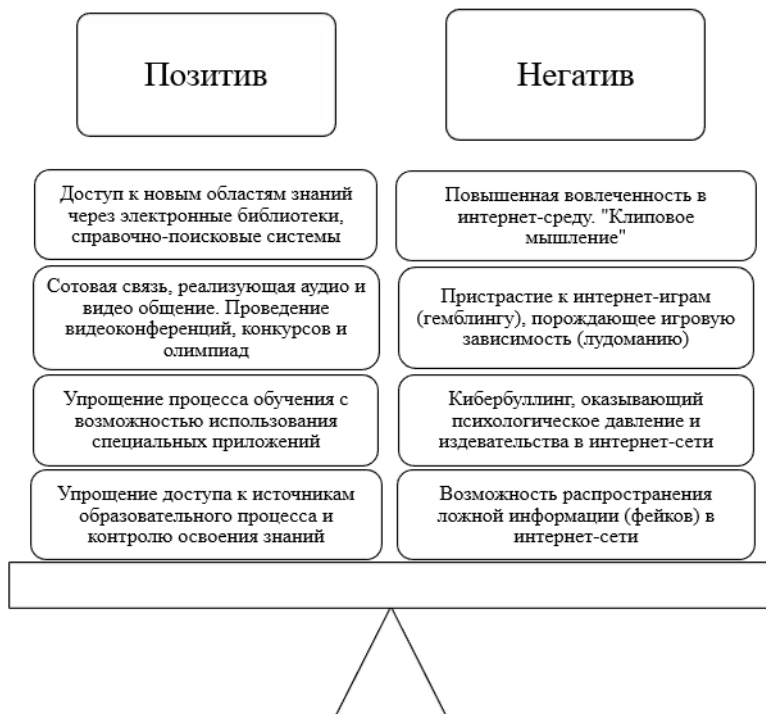 Позитив
Негатив
Доступ к новым областям знаний
через электронные библиотеки,
справочно-поисковые системы
Сотовая связь, реализующая аудио и
видео общение. Проведение
видеоконференций, конкурсов и
олимпиад
Упрощение процесса обучения с
возможностью использования
специальных приложений
Упрощение доступа к источникам
образовательного процесса и
контролю освоения знаний
Повышенная вовлеченность в
интернет-среду. "Клиповое
мышление"
Пристрастие к интернет-играм
(гемблингу), порождающее игровую
зависимость (лудоманию)
Кибербуллинг, оказывающий
психологическое давление и
издевательства в интернет-сети
Возможность распространения
ложной информации (фейков) в
интернет-сети